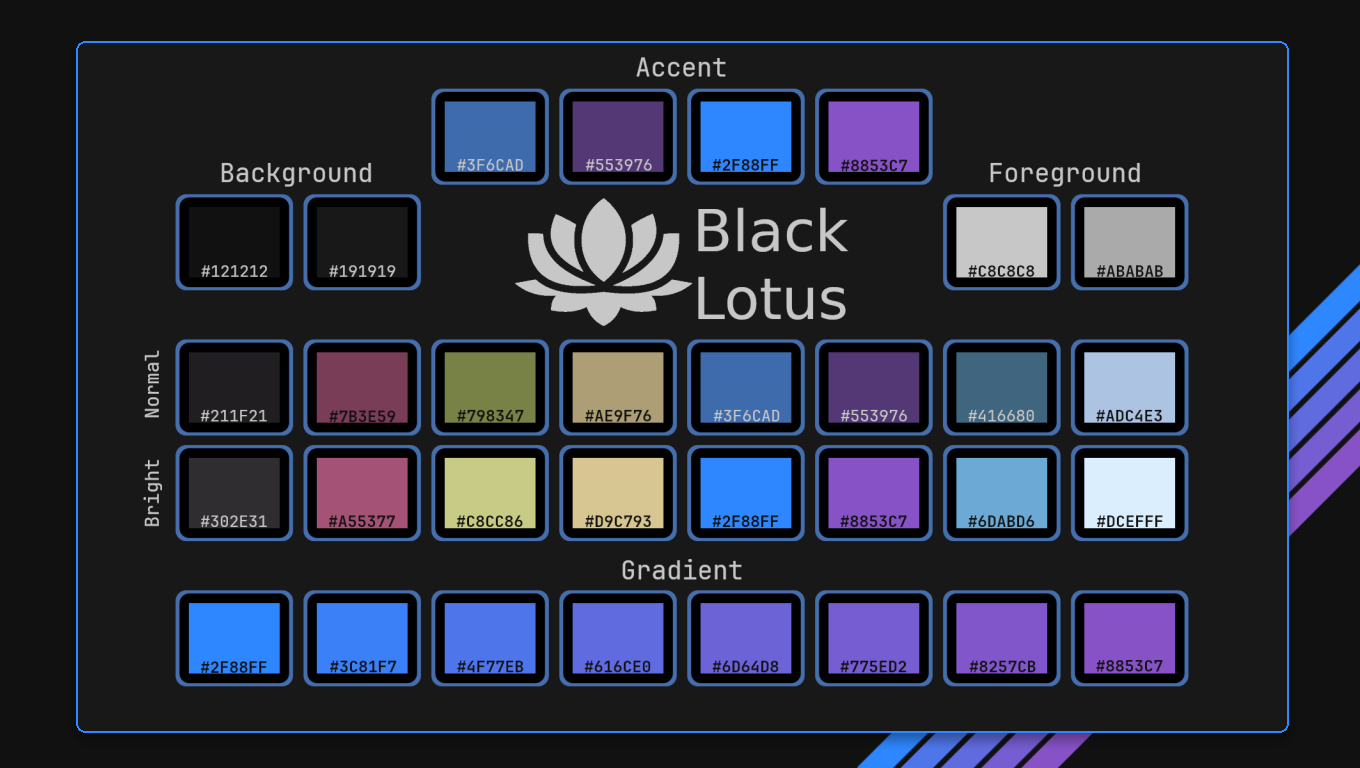 Accent
#3F6CAD #553976 #2F88FF #8853C7
Background
#121212 #191919
Black
Lotus
Foreground
#C8C8C8 #ABABAB
Normal
#211F21 #7B3E59 #798347 #AE9F76 #3F6CAD #553976 #416680 #ADC4E3
Bright
#302E31 #A55377 #C8CC86 #D9C793 #2F88FF #8853C7 #6DABD6 #DCEFFF
Gradient
#2F88FF #3C81F7 #4F77EB #616CE0 #6D64D8 #775ED2 #8257CB #8853C7